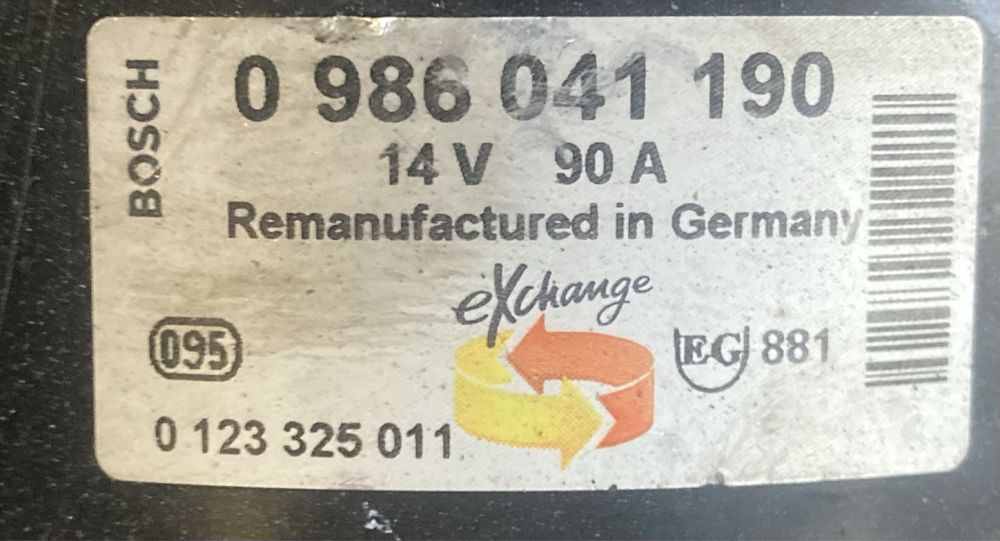 BOSCH
0 986 041 190
14 V 90 A
Remanufactured in Germany
eXchange
095
EG 881
0 123 325 011